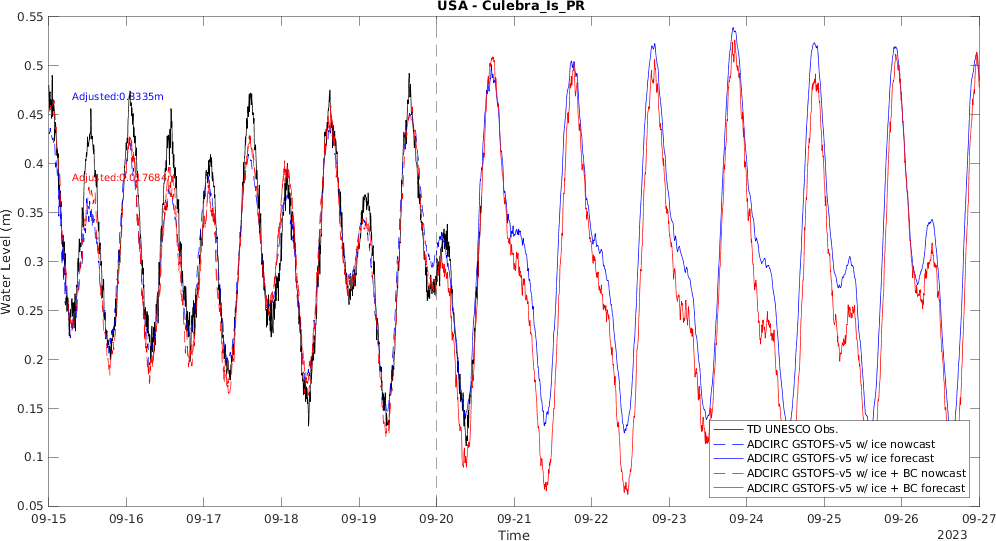 USA - Culebra_Is_PR
0.55
0.5
0.45
0.4
0.35
0.3
0.25
0.2
0.15
0.1
0.05
Water Level (m)
Adjusted:0.3335m
Adjusted:0.017684m
TD UNESCO Obs.
ADCIRC GSTOFS-v5 w/ ice nowcast
ADCIRC GSTOFS-v5 w/ ice forecast
ADCIRC GSTOFS-v5 w/ ice + BC nowcast
ADCIRC GSTOFS-v5 w/ ice + BC forecast
09-15 09-16 09-17 09-18 09-19 09-20 09-21 09-22 09-23 09-24 09-25 09-26 09-27
Time
2023